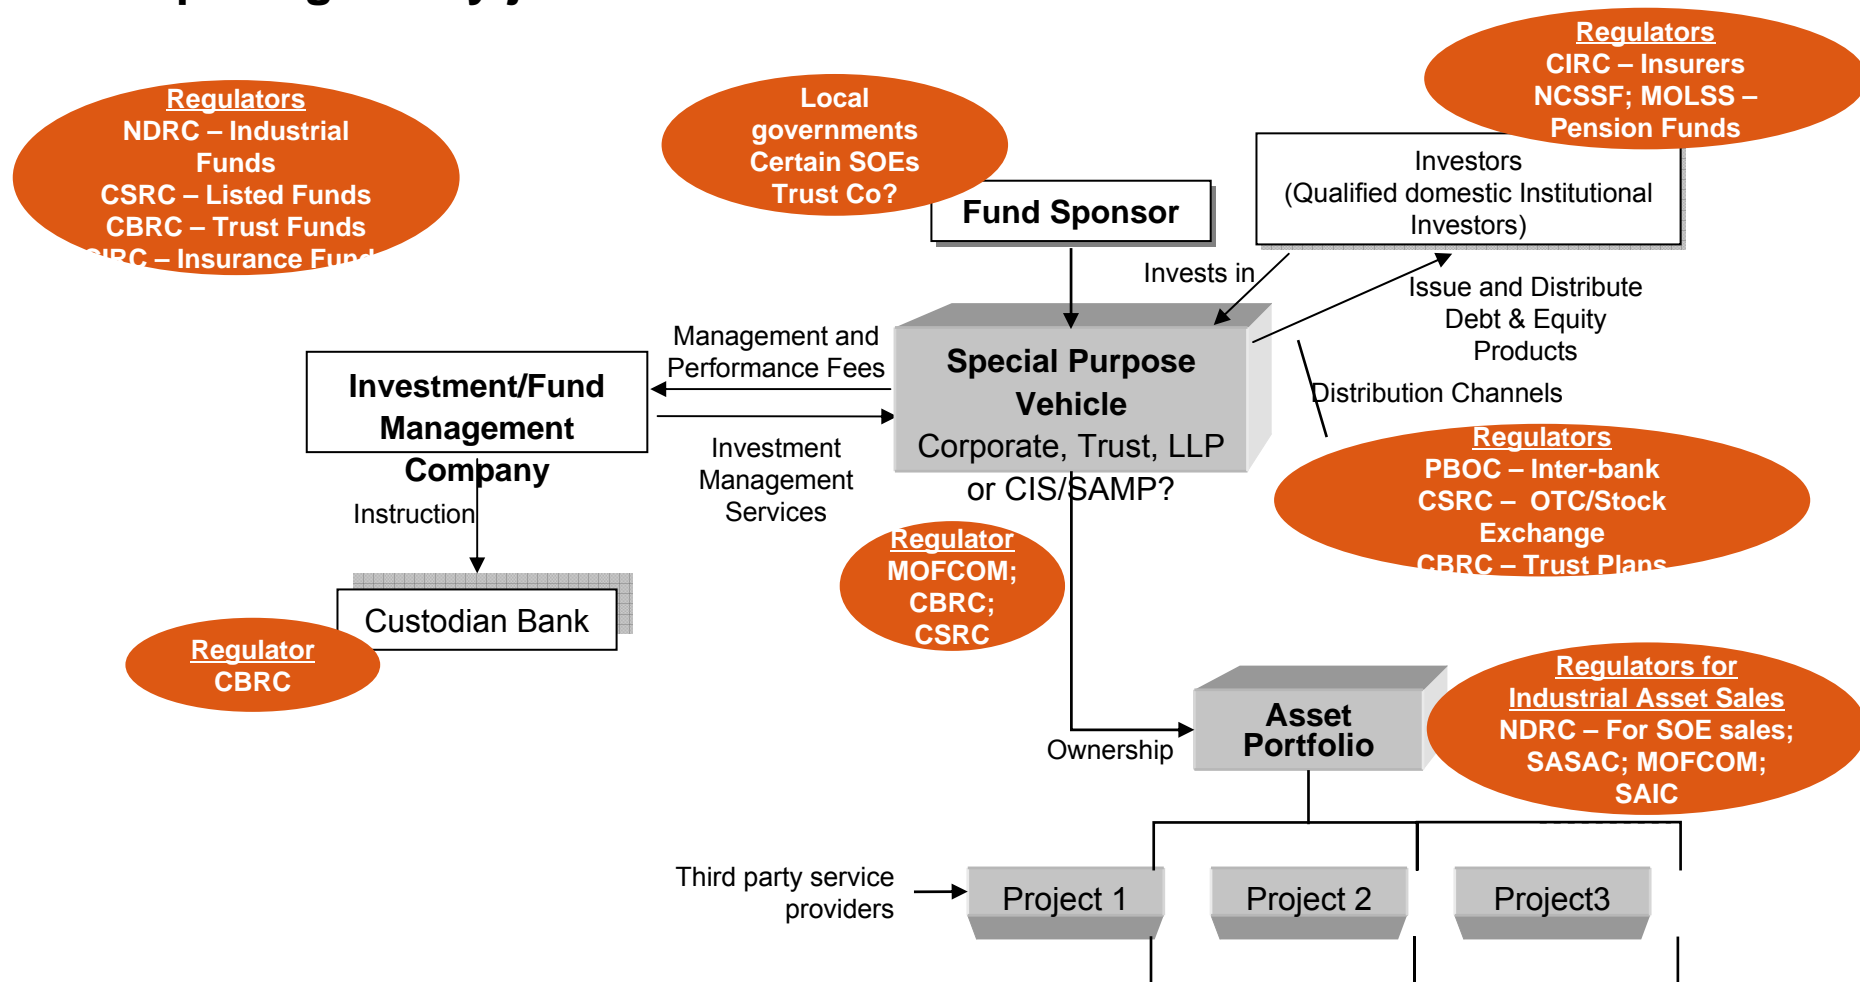 Regulators
CIRC – Insurers
NCSSF; MOLSS –
Pension Funds
Regulators
NDRC – Industrial
Funds
CSRC – Listed Funds
CBRC – Trust Funds
CIRC – Insurance Funds
Local
governments
Certain SOEs
Trust Co?
Fund Sponsor
Investors
(Qualified domestic Institutional
Investors)
Invests in
Issue and Distribute
Debt & Equity
Products
Management and
Performance Fees
Special Purpose
Vehicle
Corporate, Trust, LLP
or CIS/SAMP?
Investment/Fund
Management
Company
Distribution Channels
Investment
Management
Services
Regulators
PBOC – Inter-bank
CSRC – OTC/Stock
Exchange
CBRC – Trust Plans
Instruction
Regulator
MOFCOM;
CBRC;
CSRC
Custodian Bank
Regulator
CBRC
Regulators for
Industrial Asset Sales
NDRC – For SOE sales;
SASAC; MOFCOM;
SAIC
Asset
Portfolio
Ownership
Third party service
providers
Project 1
Project 2
Project3